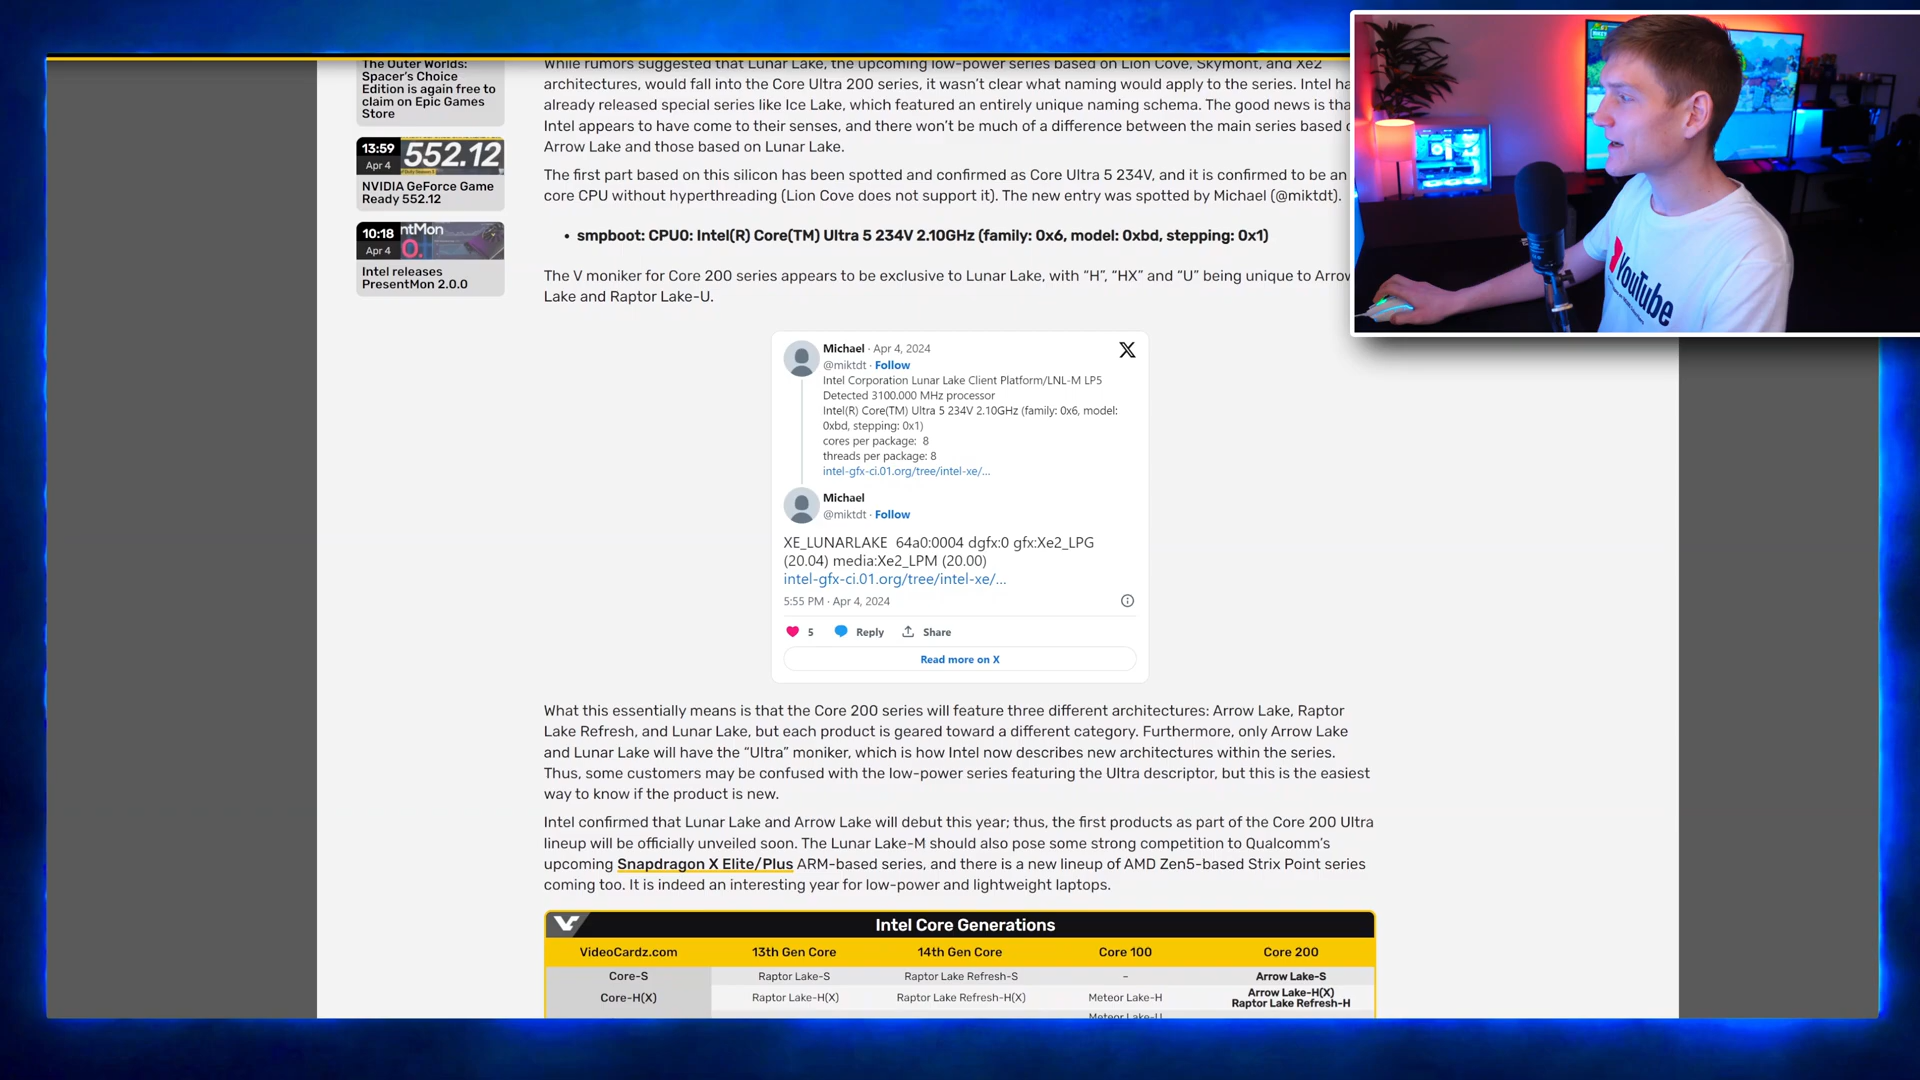 The Outer Worlds:
Spacer's Choice
Edition is again free to
claim on Epic Games
Store
13:59
Apr 4
552.12
NVIDIA GeForce Game
Ready 552.12
10:18
Apr 4
ntMon
0.
Intel releases
PresentMon 2.0.0
While rumors suggested that Lunar Lake, the upcoming low-power series based on Lion Cove, Skymont, and Xe2
architectures, would fall into the Core Ultra 200 series, it wasn't clear what naming would apply to the series. Intel ha
already released special series like Ice Lake, which featured an entirely unique naming schema. The good news is tha
Intel appears to have come to their senses, and there won't be much of a difference between the main series based
Arrow Lake and those based on Lunar Lake.
The first part based on this silicon has been spotted and confirmed as Core Ultra 5 234V, and it is confirmed to be an
core CPU without hyperthreading (Lion Cove does not support it). The new entry was spotted by Michael (@miktdt).
• smpboot: CPU0: Intel(R) Core(TM) Ultra 5 234V 2.10GHz (family: 0x6, model: 0xbd, stepping: 0x1)
The V moniker for Core 200 series appears to be exclusive to Lunar Lake, with “H”, “HX” and “U” being unique to Arrow
Lake and Raptor Lake-U.
Michael · Apr 4, 2024
@miktdt · Follow
Intel Corporation Lunar Lake Client Platform/LNL-M LP5
Detected 3100.000 MHz processor
Intel(R) Core(TM) Ultra 5 234V 2.10GHz (family: 0x6, model:
0xbd, stepping: 0x1)
cores per package: 8
threads per package: 8
intel-gfx-ci.01.org/tree/intel-xe/...
Michael
@miktdt · Follow
XE_LUNARLAKE 64a0:0004 dgfx:0 gfx:Xe2_LPG
(20.04) media:Xe2_LPM (20.00)
intel-gfx-ci.01.org/tree/intel-xe/...
5:55 PM · Apr 4, 2024
5 Reply Share
Read more on X
What this essentially means is that the Core 200 series will feature three different architectures: Arrow Lake, Raptor
Lake Refresh, and Lunar Lake, but each product is geared toward a different category. Furthermore, only Arrow Lake
and Lunar Lake will have the “Ultra” moniker, which is how Intel now describes new architectures within the series.
Thus, some customers may be confused with the low-power series featuring the Ultra descriptor, but this is the easiest
way to know if the product is new.
Intel confirmed that Lunar Lake and Arrow Lake will debut this year; thus, the first products as part of the Core 200 Ultra
lineup will be officially unveiled soon. The Lunar Lake-M should also pose some strong competition to Qualcomm's
upcoming Snapdragon X Elite/Plus ARM-based series, and there is a new lineup of AMD Zen5-based Strix Point series
coming too. It is indeed an interesting year for low-power and lightweight laptops.
Intel Core Generations
VideoCardz.com 13th Gen Core 14th Gen Core Core 100 Core 200
Core-S Raptor Lake-S Raptor Lake Refresh-S – Arrow Lake-S
Core-H(X) Raptor Lake-H(X) Raptor Lake Refresh-H(X) Meteor Lake-H Arrow Lake-H(X)
Raptor Lake Refresh-H
Meteor Lake-U
YouTube